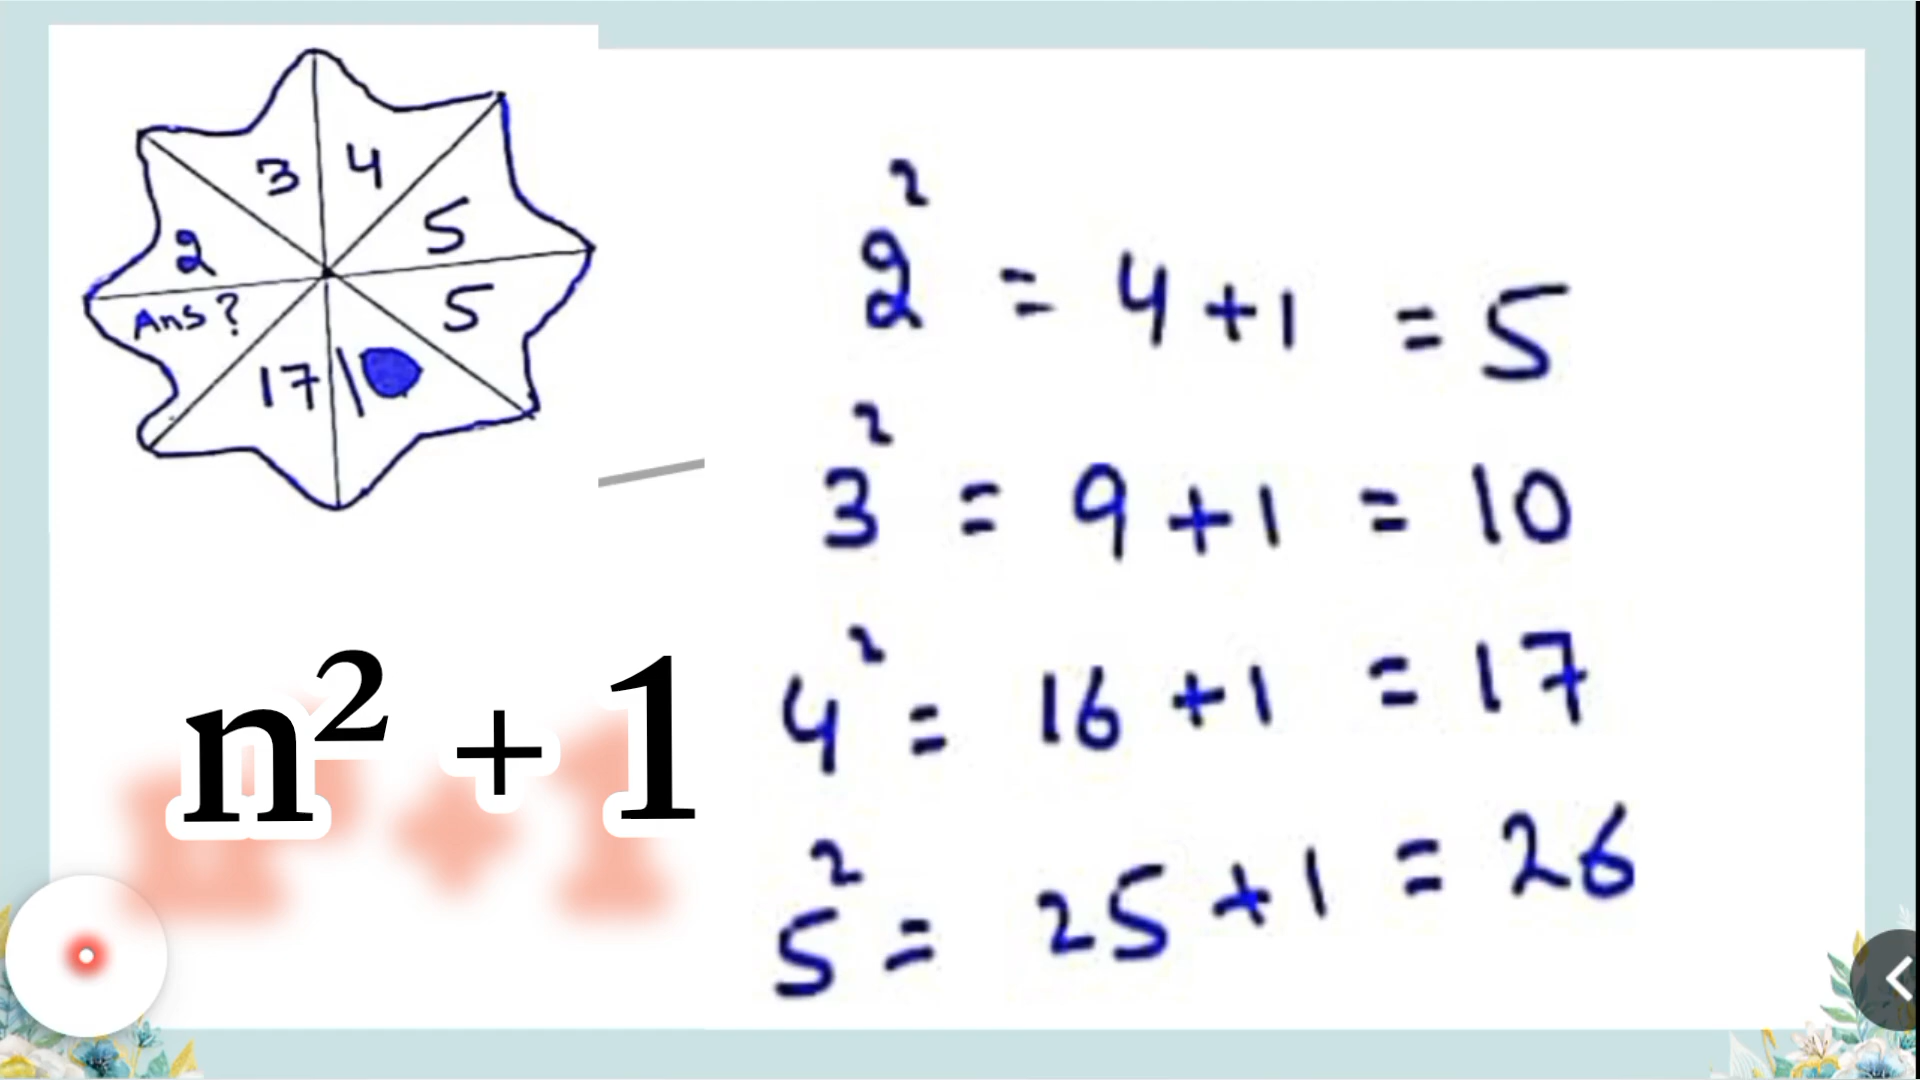 3 4
2 5
Ans? 5
17 10
n² + 1
2² = 4 + 1 = 5
3² = 9 + 1 = 10
4² = 16 + 1 = 17
5² = 25 + 1 = 26